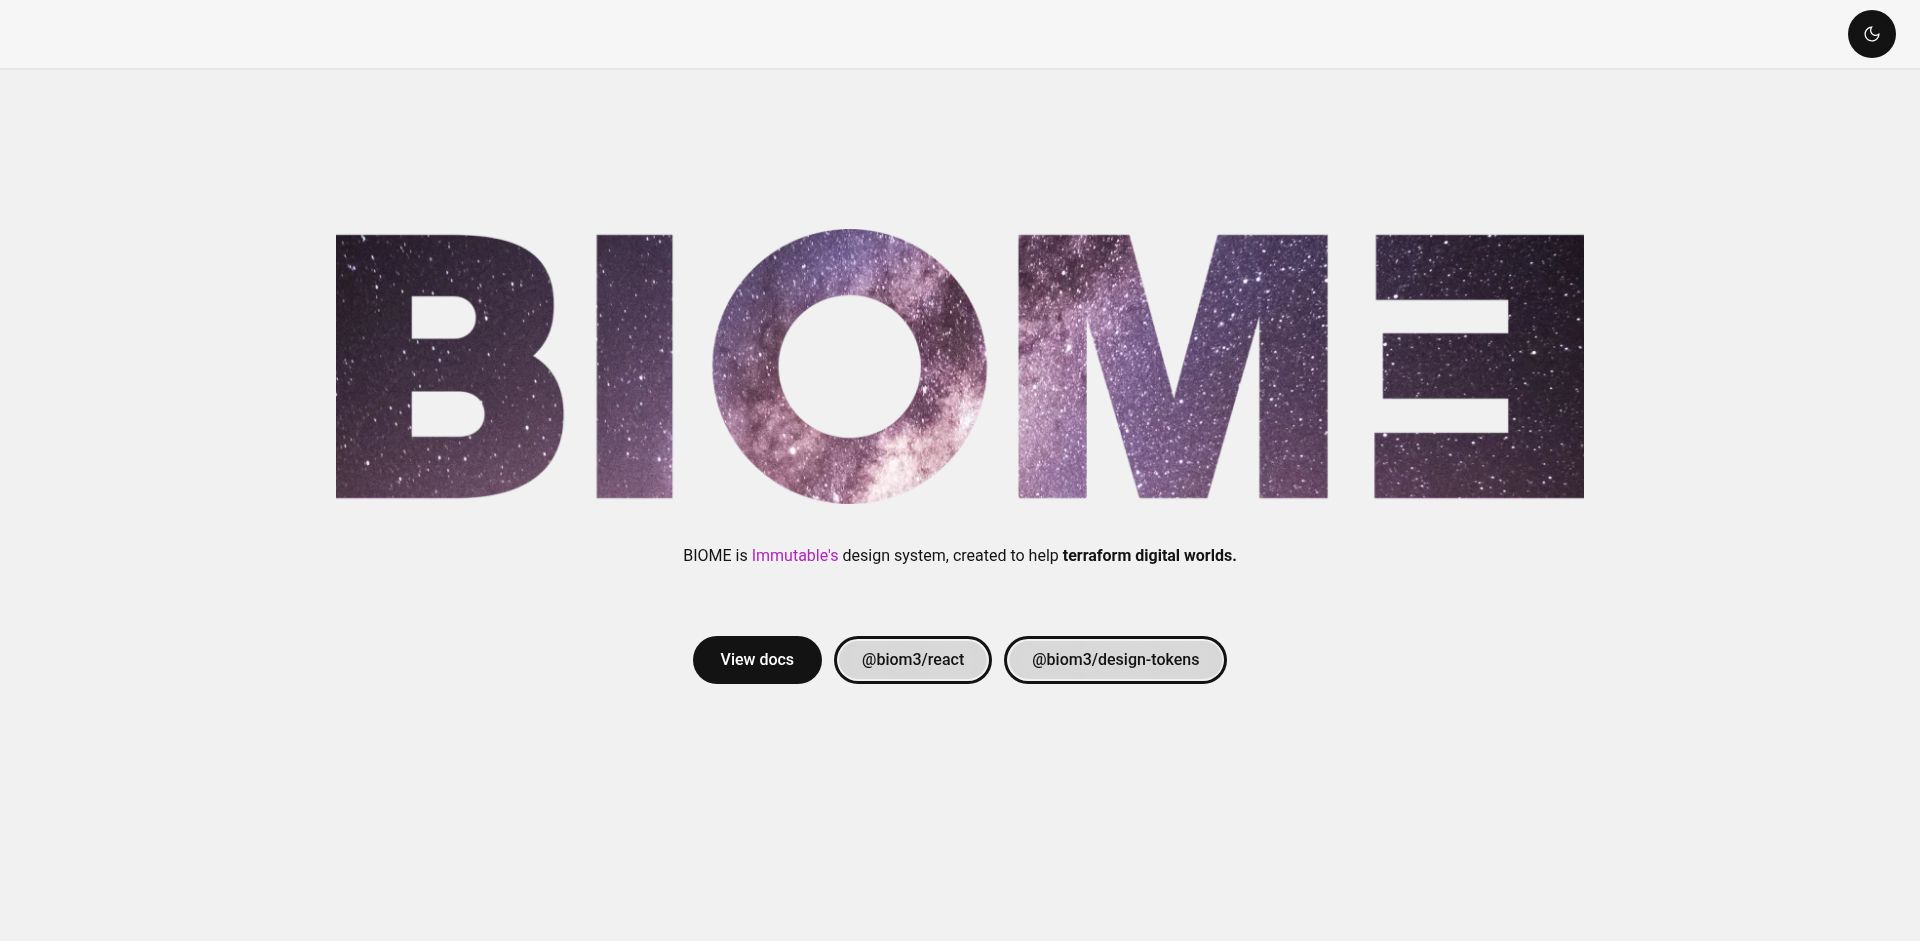 BIOME
BIOME is Immutable's design system, created to help terraform digital worlds.
View docs
@biom3/react
@biom3/design-tokens